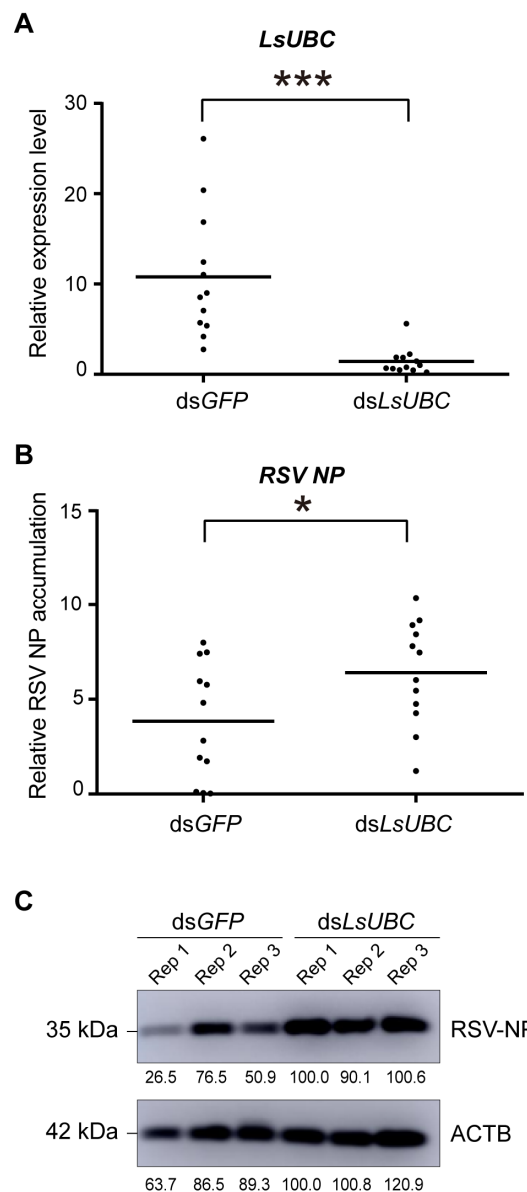 A
LsUBC
***
Relative expression level
30
20
10
0
dsGFP dsLsUBC
B
RSV NP
*
Relative RSV NP accumulation
15
10
5
0
dsGFP dsLsUBC
C
dsGFP dsLsUBC
Rep 1 Rep 2 Rep 3 Rep 1 Rep 2 Rep 3
35 kDa RSV-NP
26.5 76.5 50.9 100.0 90.1 100.6
42 kDa ACTB
63.7 86.5 89.3 100.0 100.8 120.9